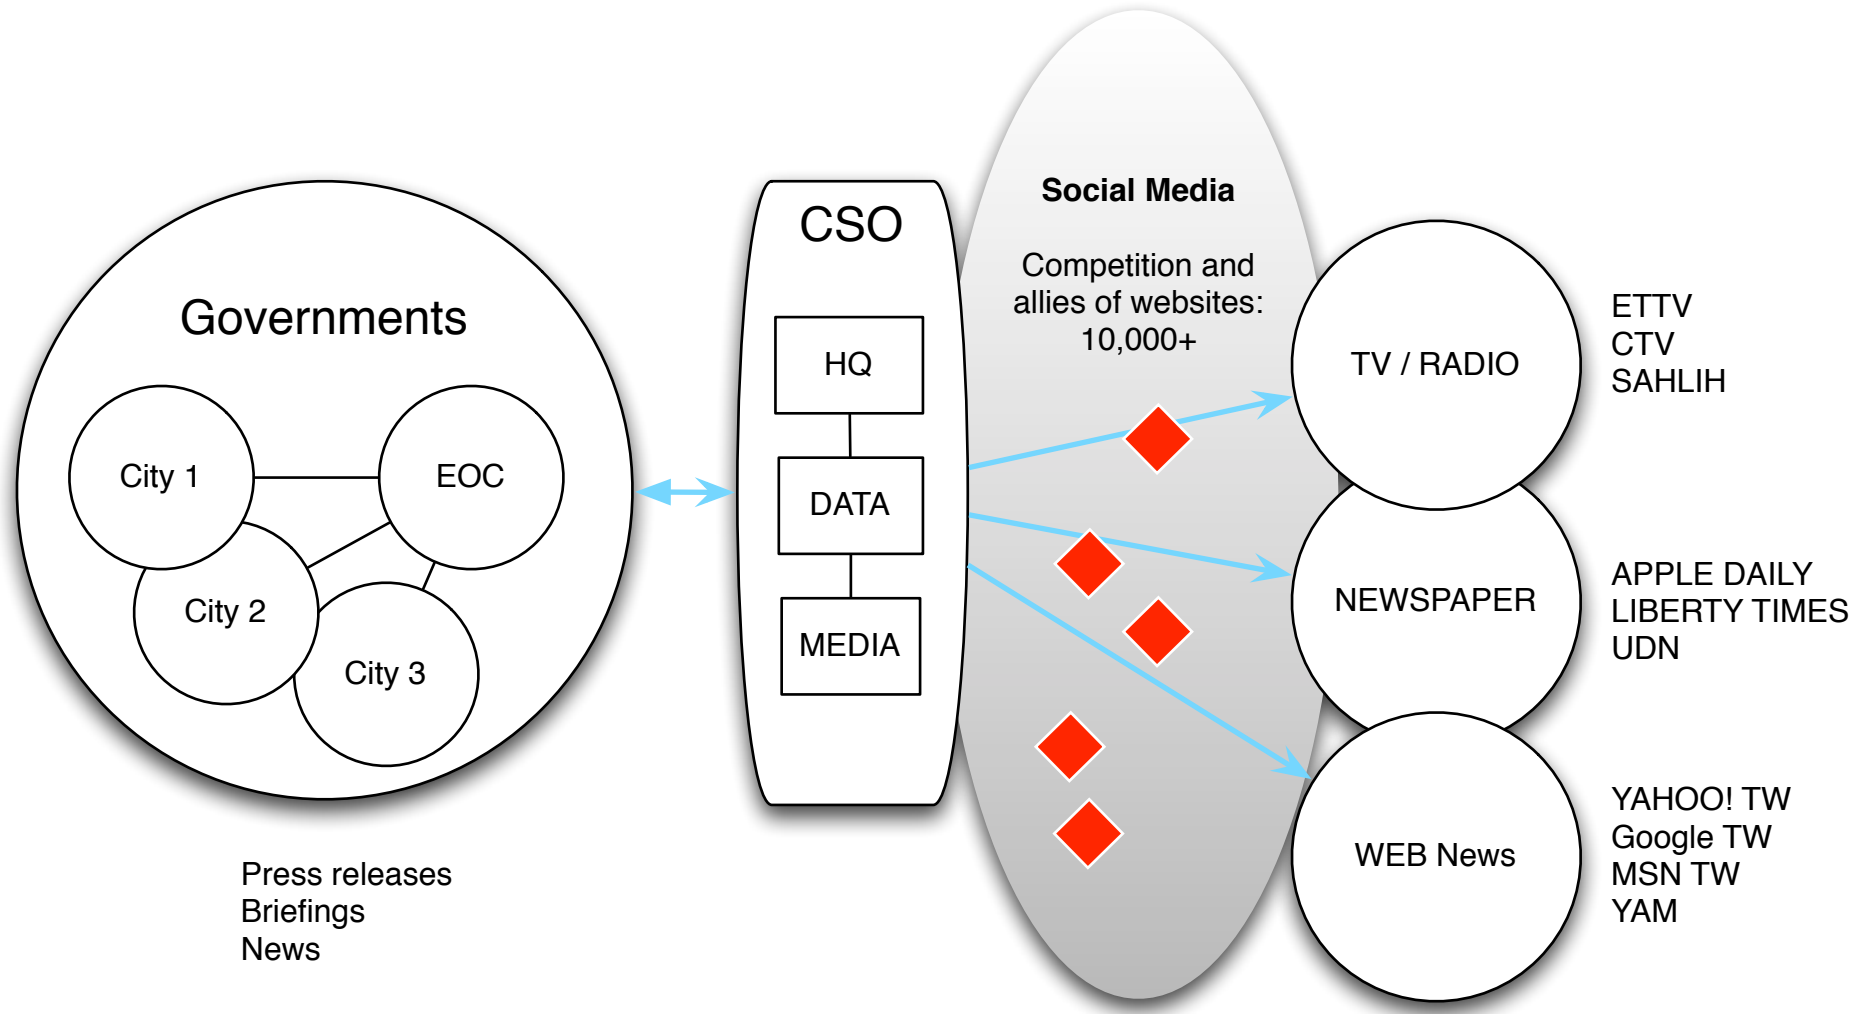 Governments
City 1
EOC
City 2
City 3
Press releases
Briefings
News
CSO
HQ
DATA
MEDIA
Social Media
Competition and
allies of websites:
10,000+
TV / RADIO
ETTV
CTV
SAHLIH
NEWSPAPER
APPLE DAILY
LIBERTY TIMES
UDN
WEB News
YAHOO! TW
Google TW
MSN TW
YAM